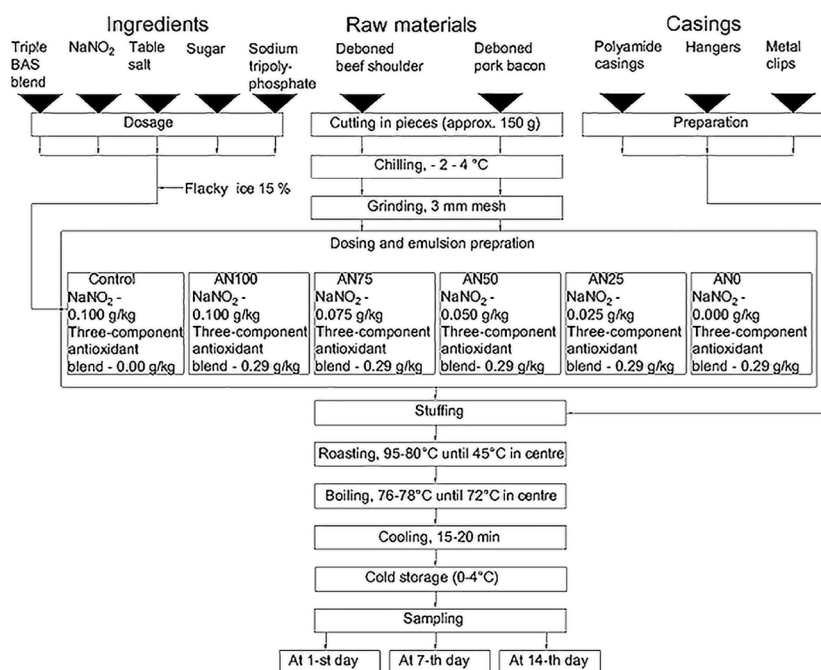 Ingredients
Raw materials
Casings
Triple
BAS
blend
NaNO₂
Table
salt
Sugar
Sodium
tripoly-
phosphate
Deboned
beef shoulder
Deboned
pork bacon
Polyamide
casings
Hangers
Metal
clips
Dosage
Cutting in pieces (approx. 150 g)
Preparation
Chilling, - 2 - 4 °C
Flacky ice 15 %
Grinding, 3 mm mesh
Dosing and emulsion prepration
Control
NaNO₂ -
0.100 g/kg
Three-component
antioxidant
blend - 0.00 g/kg
AN100
NaNO₂ -
0.100 g/kg
Three-component
antioxidant
blend - 0.29 g/kg
AN75
NaNO₂ -
0.075 g/kg
Three-component
antioxidant
blend - 0.29 g/kg
AN50
NaNO₂ -
0.050 g/kg
Three-component
antioxidant
blend- 0.29 g/kg
AN25
NaNO₂ -
0.025 g/kg
Three-component
antioxidant
blend - 0.29 g/kg
AN0
NaNO₂ -
0.000 g/kg
Three-component
antioxidant
blend - 0.29 g/kg
Stuffing
Roasting, 95-80°C until 45°C in centre
Boiling, 76-78°C until 72°C in centre
Cooling, 15-20 min
Cold storage (0-4°C)
Sampling
At 1-st day
At 7-th day
At 14-th day